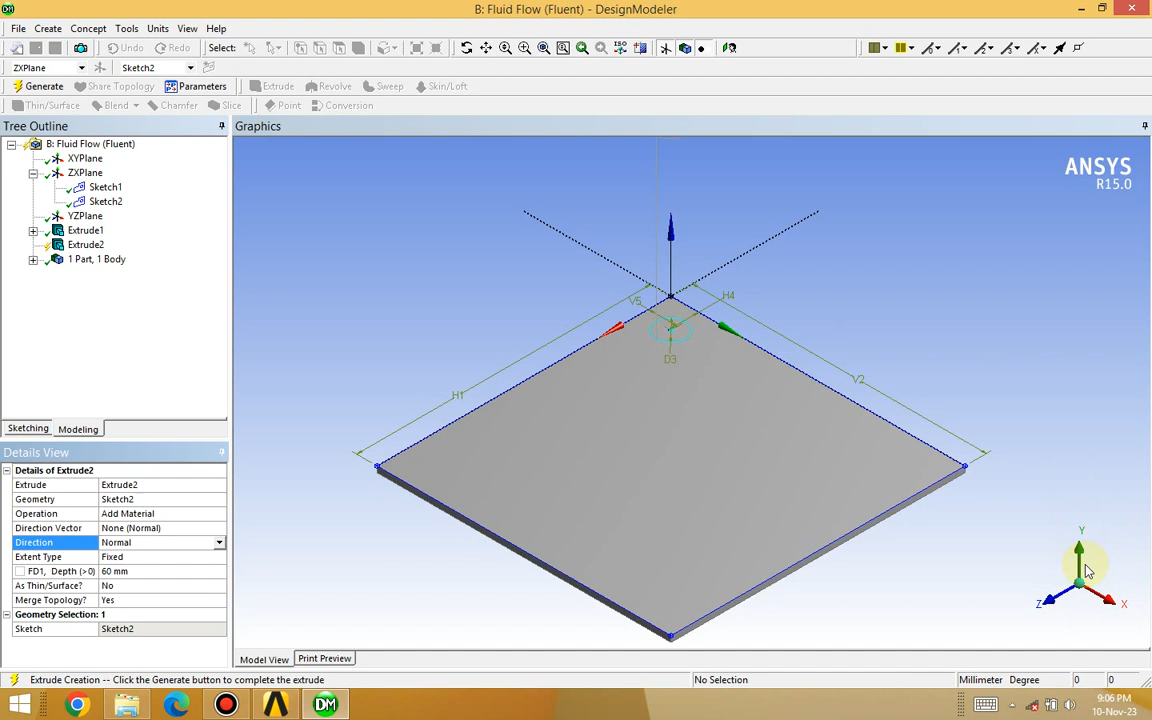 B: Fluid Flow (Fluent) - DesignModeler
File Create Concept Tools Units View Help
Undo Redo Select: ISO
ZXPlane Sketch2
Generate Share Topology Parameters Extrude Revolve Sweep Skin/Loft
Thin/Surface Blend Chamfer Slice Point Conversion
Tree Outline
B: Fluid Flow (Fluent)
XYPlane
ZXPlane
Sketch1
Sketch2
YZPlane
Extrude1
Extrude2
1 Part, 1 Body
Sketching Modeling
Details View
Details of Extrude2
Extrude Extrude2
Geometry Sketch2
Operation Add Material
Direction Vector None (Normal)
Direction Normal
Extent Type Fixed
FD1, Depth (>0) 60 mm
As Thin/Surface? No
Merge Topology? Yes
Geometry Selection: 1
Sketch Sketch2
Graphics
ANSYS
R15.0
V5
H4
D3
H1
V2
Y
Z
X
Model View Print Preview
Extrude Creation -- Click the Generate button to complete the extrude
No Selection
Millimeter Degree 0 0
DM
9:06 PM
10-Nov-23